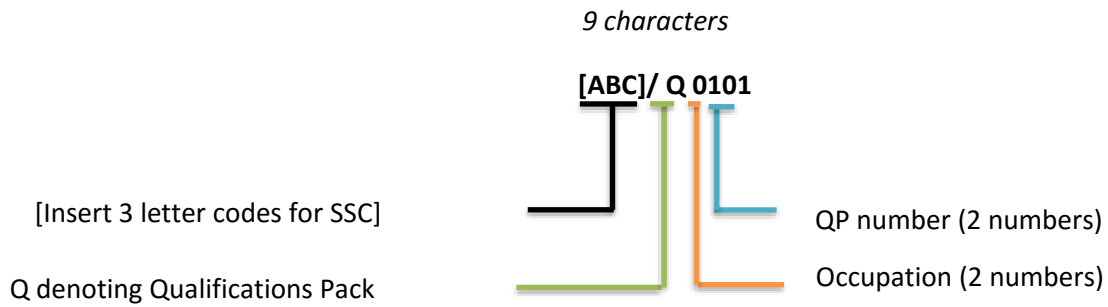 9 characters
[ABC]/ Q 0101
[Insert 3 letter codes for SSC]
QP number (2 numbers)
Q denoting Qualifications Pack
Occupation (2 numbers)